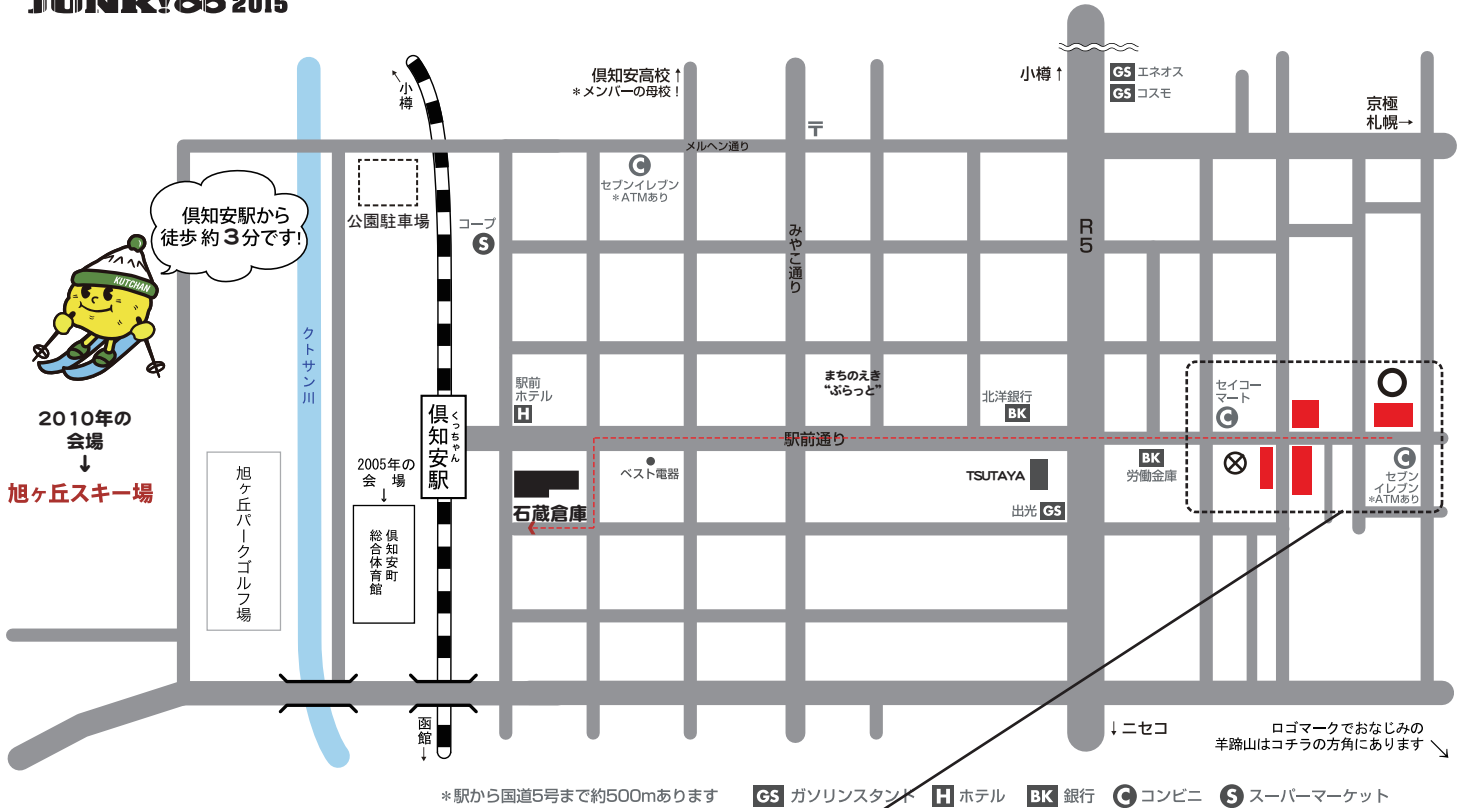 JUNK! 2015
小樽
俱知安高校↑
＊メンバーの母校！
小樽↑
GS エネオス
GS コスモ
京極
札幌→
〒
メルヘン通り
C
セブンイレブン
＊ATMあり
俱知安駅から
徒歩 約3分です!
KUTCHAN
公園駐車場
コープ
S
みやこ通り
R5
クトサン川
駅前
ホテル
H
まちのえき
“ぷらっと”
北洋銀行
BK
セイコー
マート
C
2010年の
会場
↓
旭ヶ丘スキー場
くっちゃん
俱知安駅
駅前通り
2005年の
会場
↓
俱知安町
総合体育館
旭ヶ丘パークゴルフ場
石蔵倉庫
ベスト電器
TSUTAYA
出光 GS
BK
労働金庫
C
セブン
イレブン
＊ATMあり
函館
↓
↓ニセコ
ロゴマークでおなじみの
羊蹄山はコチラの方角にあります
＊駅から国道5号まで約500mあります
GS ガソリンスタンド H ホテル BK 銀行 C コンビニ S スーパーマーケット